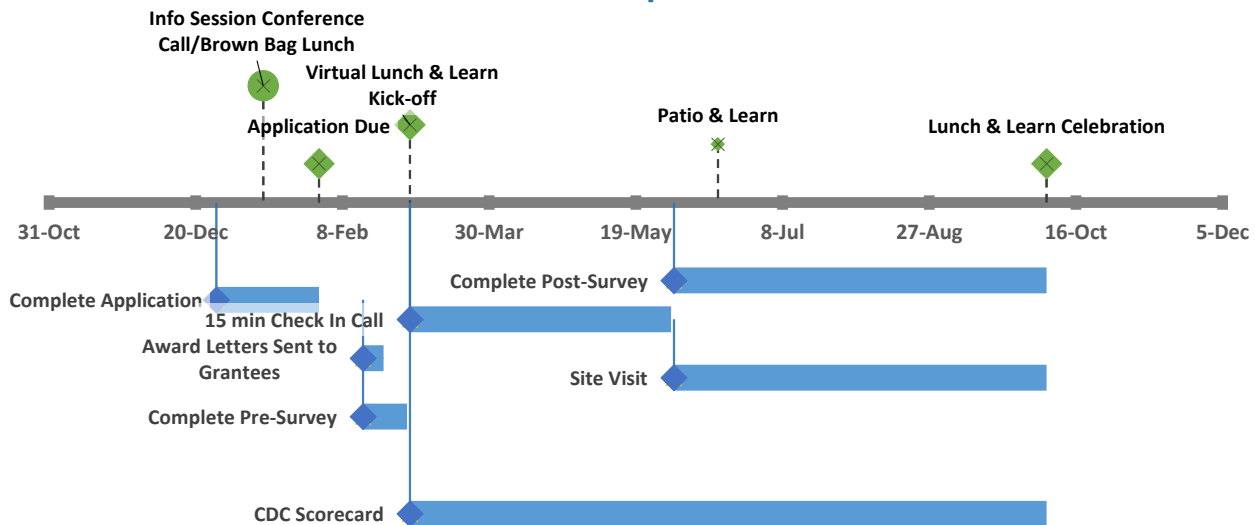 Info Session Conference
Call/Brown Bag Lunch
Virtual Lunch & Learn
Kick-off
Application Due
Patio & Learn
Lunch & Learn Celebration
31-Oct
20-Dec
8-Feb
30-Mar
19-May
8-Jul
27-Aug
16-Oct
5-Dec
Complete Post-Survey
Complete Application
15 min Check In Call
Award Letters Sent to
Grantees
Site Visit
Complete Pre-Survey
CDC Scorecard